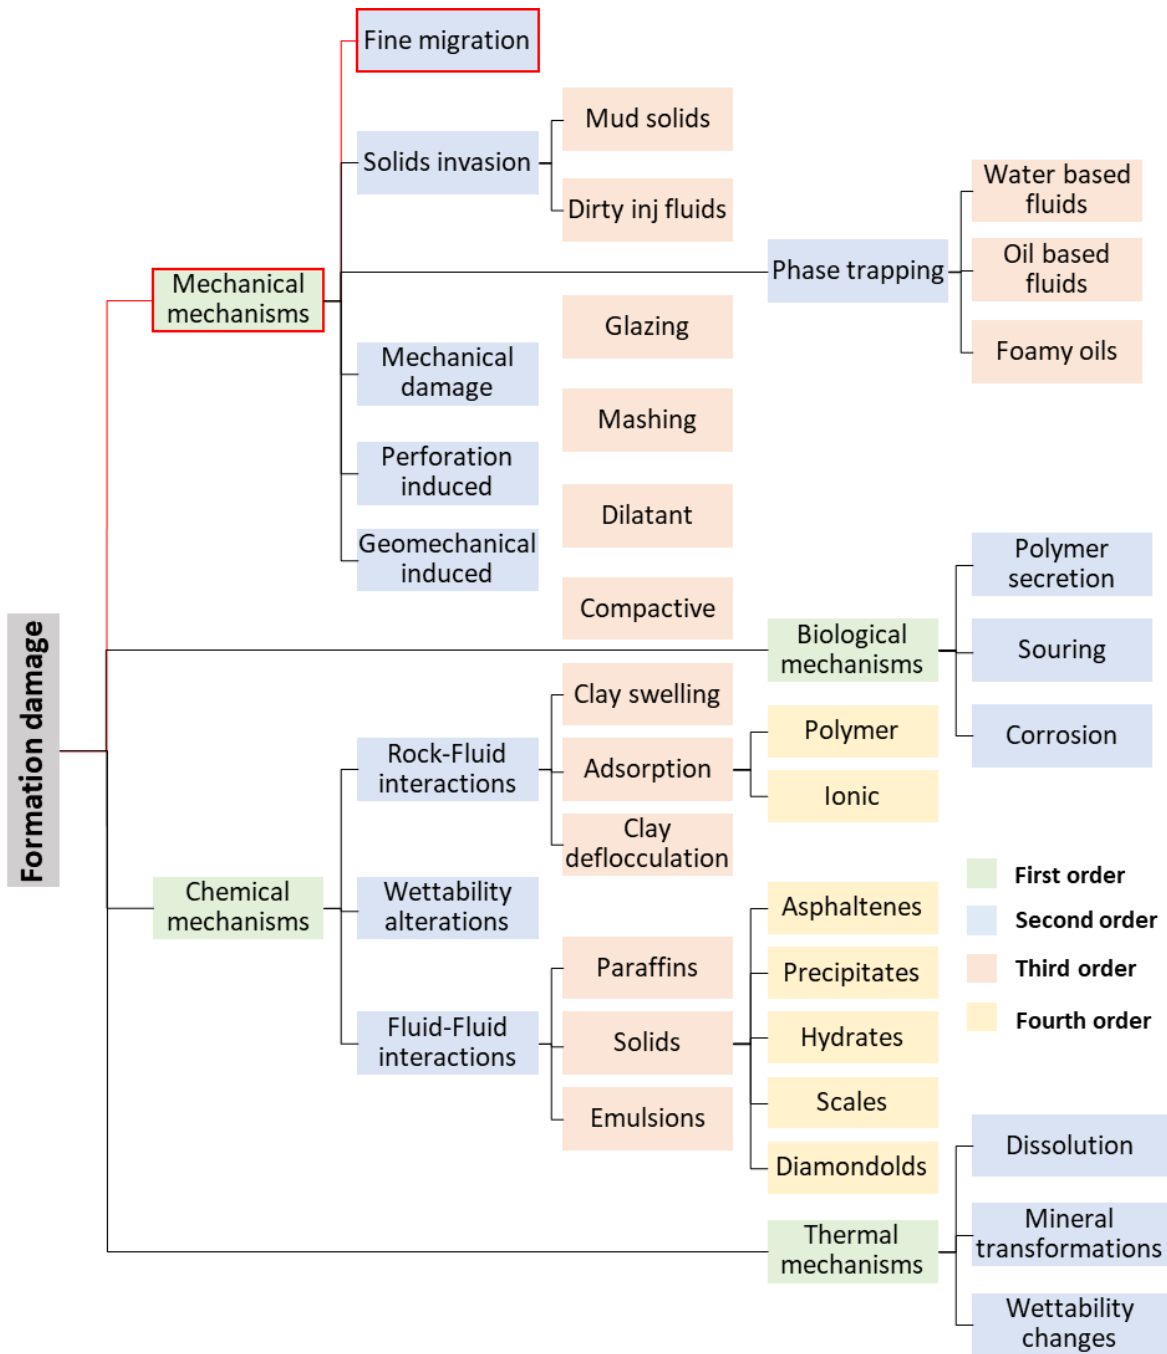 Fine migration
Mud solids
Solids invasion
Dirty inj fluids
Water based
fluids
Phase trapping
Oil based
fluids
Foamy oils
Mechanical
mechanisms
Glazing
Mechanical
damage
Mashing
Perforation
induced
Dilatant
Geomechanical
induced
Compactive
Formation damage
Biological
mechanisms
Polymer
secretion
Souring
Corrosion
Clay swelling
Rock-Fluid
interactions
Adsorption
Polymer
Ionic
Clay
deflocculation
Chemical
mechanisms
Wettability
alterations
Fluid-Fluid
interactions
Paraffins
Solids
Emulsions
Asphaltenes
Precipitates
Hydrates
Scales
Diamondolds
First order
Second order
Third order
Fourth order
Thermal
mechanisms
Dissolution
Mineral
transformations
Wettability
changes